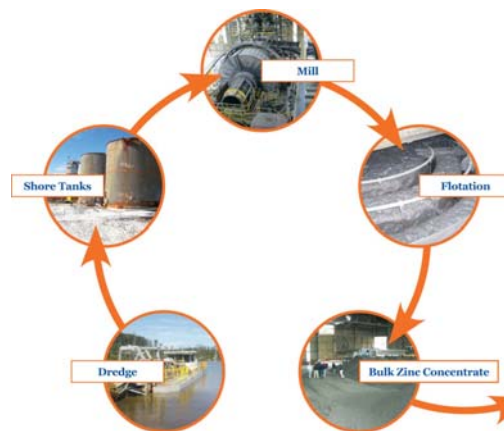 Mill
Shore Tanks
Flotation
Dredge
Bulk Zinc Concentrate